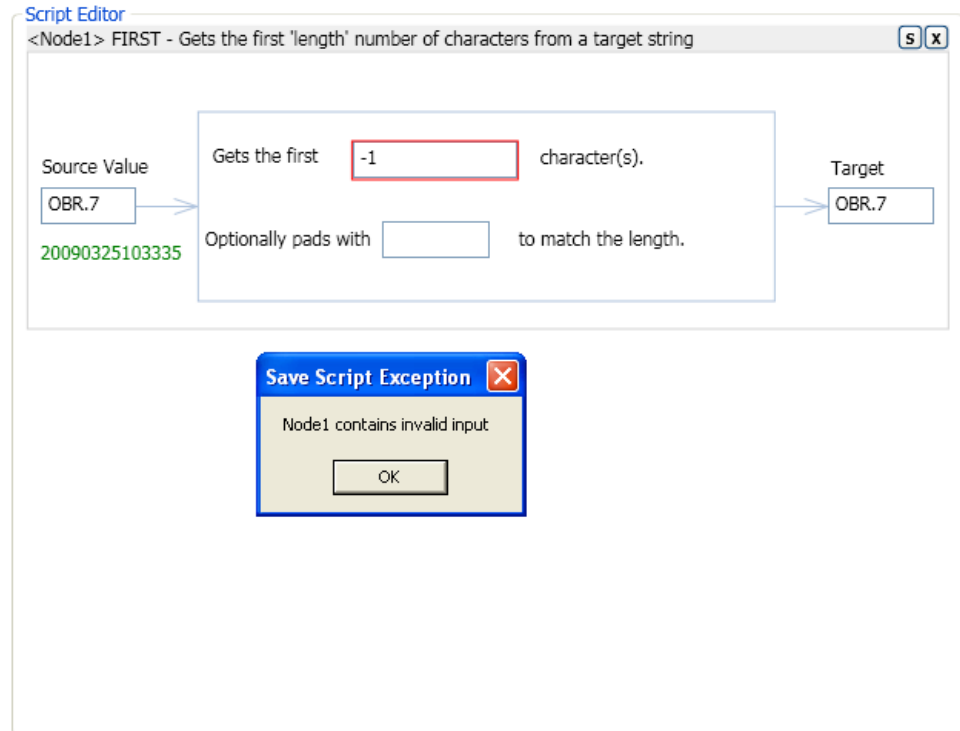 Script Editor
<Node1> FIRST - Gets the first 'length' number of characters from a target string
S X
Gets the first -1 character(s).
Source Value
Target
OBR.7
OBR.7
Optionally pads with to match the length.
20090325103335
Save Script Exception
Node1 contains invalid input
OK